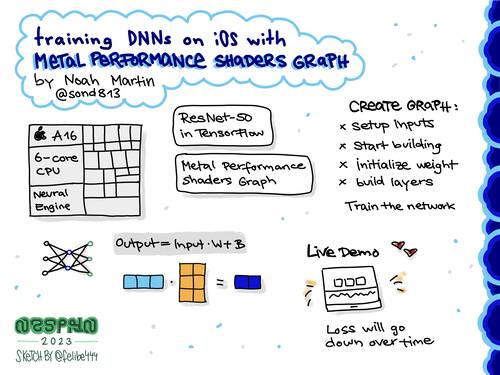 training DNNs on iOS with
METAL PERFORMANCE SHADERS GRAPH
by Noah Martin
@sond813
A16
6-core
CPU
Neural
Engine
ResNet-50
in Tensorflow
Metal Performance
Shaders Graph
CREATE GRAPH:
x setup inputs
x start building
x initialize weight
x build layers
Train the network
Output = Input · W + B
Live Demo
Loss will go
down over time
2023
SKETCH BY @felibe444